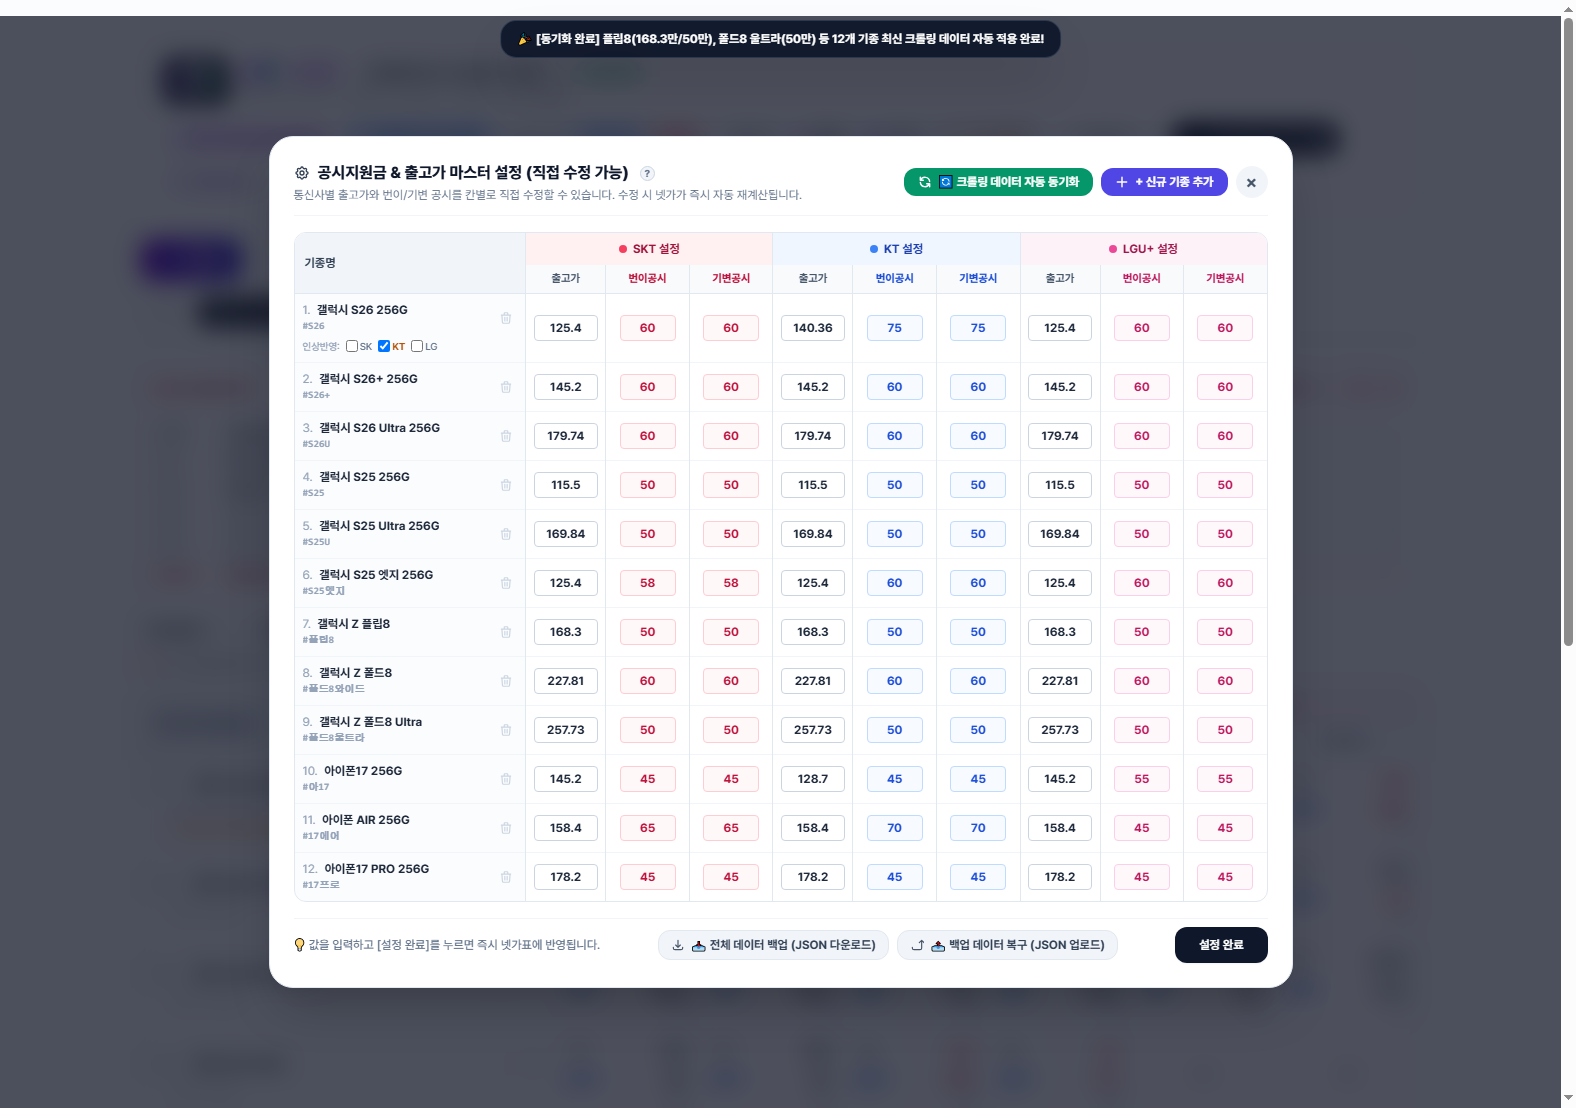 [동기화 완료] 플립8(168.3만/50만), 폴드8 울트라(50만) 등 12개 기종 최신 크롤링 데이터 자동 적용 완료!
공시지원금 & 출고가 마스터 설정 (직접 수정 가능) ?
통신사별 출고가와 번이/기변 공시를 칸별로 직접 수정할 수 있습니다. 수정 시 넷가가 즉시 자동 재계산됩니다.
크롤링 데이터 자동 동기화
+ 신규 기종 추가
기종명 SKT 설정 KT 설정 LGU+ 설정
출고가 번이공시 기변공시 출고가 번이공시 기변공시 출고가 번이공시 기변공시
1. 갤럭시 S26 256G
#S26
인상반영: SK KT LG
125.4 60 60 140.36 75 75 125.4 60 60
2. 갤럭시 S26+ 256G
#S26+
145.2 60 60 145.2 60 60 145.2 60 60
3. 갤럭시 S26 Ultra 256G
#S26U
179.74 60 60 179.74 60 60 179.74 60 60
4. 갤럭시 S25 256G
#S25
115.5 50 50 115.5 50 50 115.5 50 50
5. 갤럭시 S25 Ultra 256G
#S25U
169.84 50 50 169.84 50 50 169.84 50 50
6. 갤럭시 S25 엣지 256G
#S25엣지
125.4 58 58 125.4 60 60 125.4 60 60
7. 갤럭시 Z 플립8
#플립8
168.3 50 50 168.3 50 50 168.3 50 50
8. 갤럭시 Z 폴드8
#폴드8와이드
227.81 60 60 227.81 60 60 227.81 60 60
9. 갤럭시 Z 폴드8 Ultra
#폴드8울트라
257.73 50 50 257.73 50 50 257.73 50 50
10. 아이폰17 256G
#아17
145.2 45 45 128.7 45 45 145.2 55 55
11. 아이폰 AIR 256G
#17에어
158.4 65 65 158.4 70 70 158.4 45 45
12. 아이폰17 PRO 256G
#17프로
178.2 45 45 178.2 45 45 178.2 45 45
값을 입력하고 [설정 완료]를 누르면 즉시 넷가표에 반영됩니다.
전체 데이터 백업 (JSON 다운로드)
백업 데이터 복구 (JSON 업로드)
설정 완료